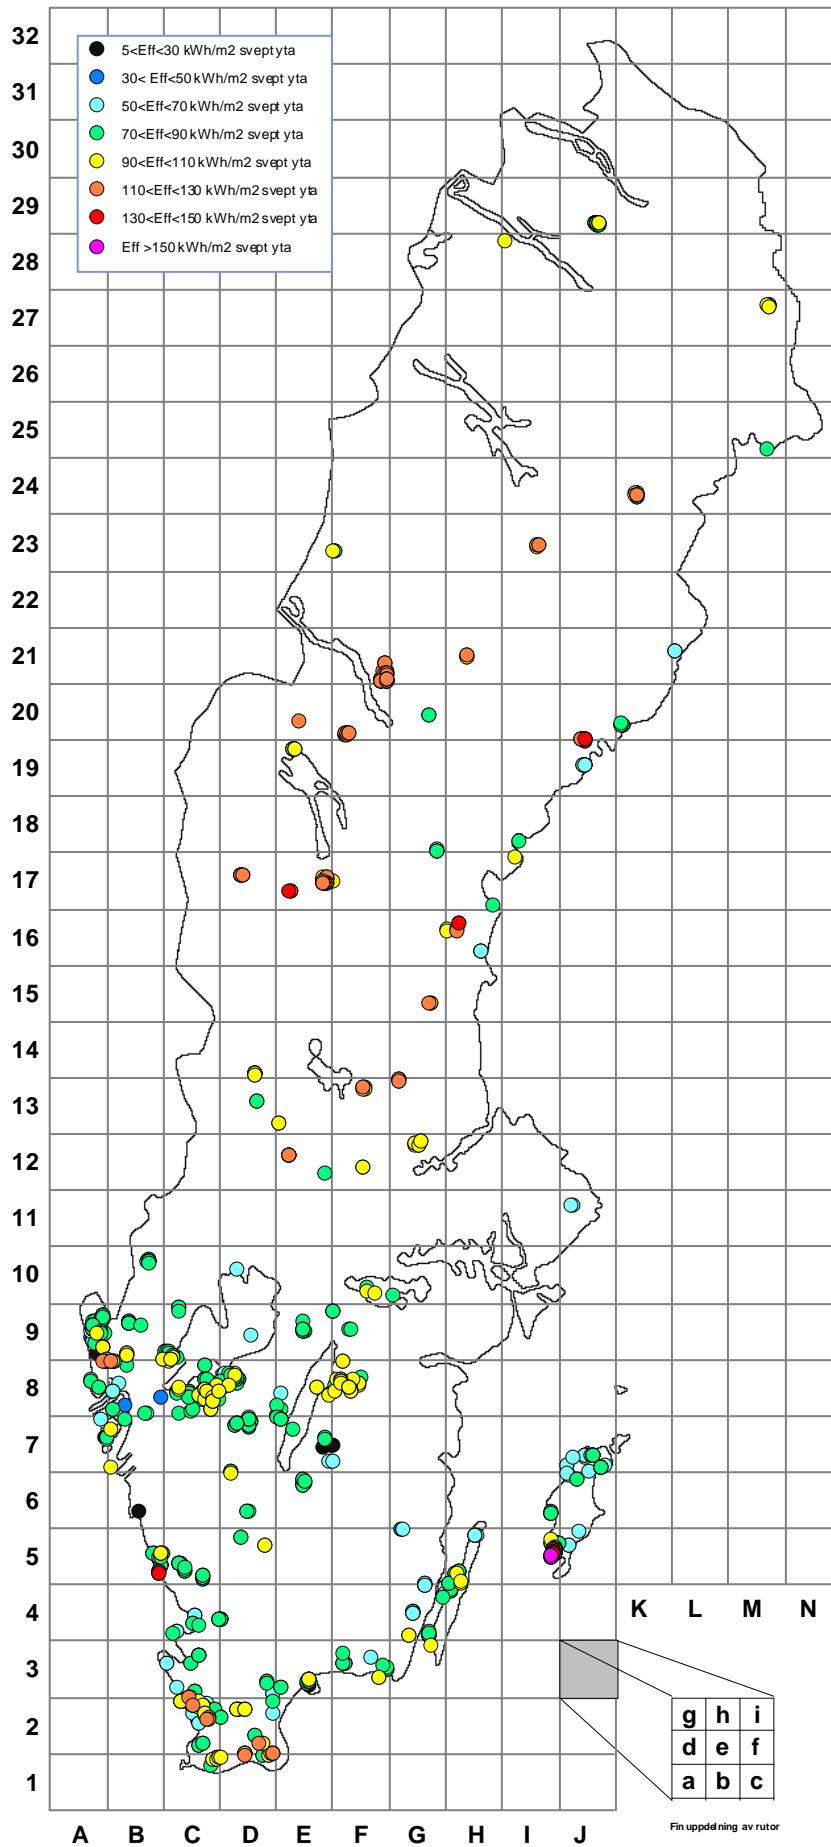 32
5<Eff<30 kWh/m2 svept yta
30< Eff<50 kWh/m2 svept yta
50<Eff<70 kWh/m2 svept yta
70<Eff<90 kWh/m2 svept yta
90<Eff<110 kWh/m2 svept yta
110<Eff<130 kWh/m2 svept yta
130<Eff<150 kWh/m2 svept yta
Eff >150 kWh/m2 svept yta
31
30
29
28
27
26
25
24
23
22
21
20
19
18
17
16
15
14
13
12
11
10
9
8
7
6
5
4
K L M N
3
2
g h i
d e f
a b c
1
Fin uppdelning av rutor
A B C D E F G H I J